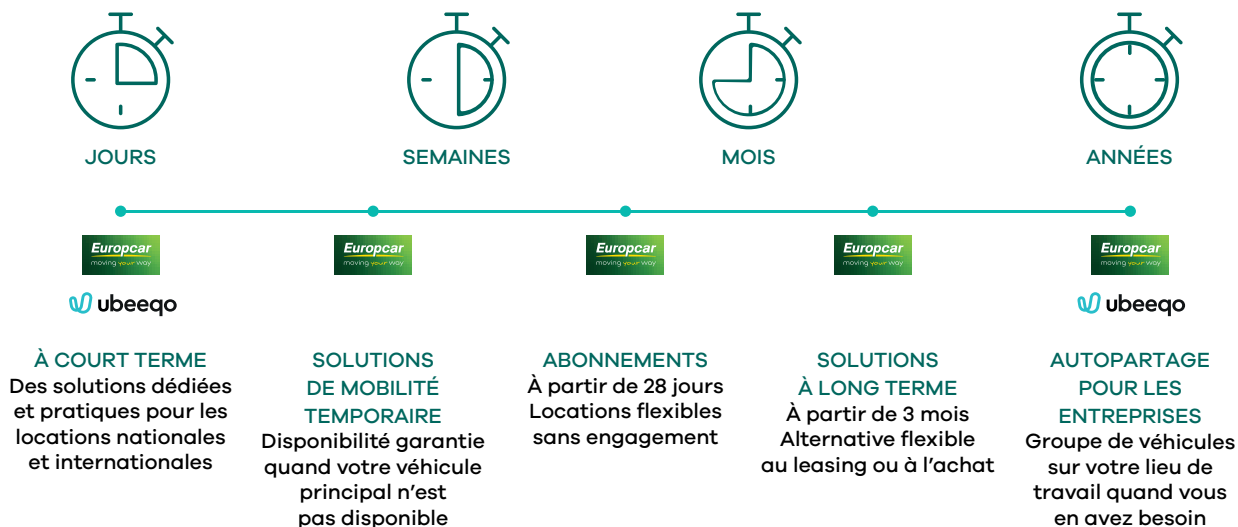 JOURS
SEMAINES
MOIS
ANNÉES
Europcar
moving your way
Europcar
moving your way
Europcar
moving your way
Europcar
moving your way
Europcar
moving your way
ubeeqo
ubeeqo
À COURT TERME
Des solutions dédiées
et pratiques pour les
locations nationales
et internationales
SOLUTIONS
DE MOBILITÉ
TEMPORAIRE
Disponibilité garantie
quand votre véhicule
principal n’est
pas disponible
ABONNEMENTS
À partir de 28 jours
Locations flexibles
sans engagement
SOLUTIONS
À LONG TERME
À partir de 3 mois
Alternative flexible
au leasing ou à l’achat
AUTOPARTAGE
POUR LES
ENTREPRISES
Groupe de véhicules
sur votre lieu de
travail quand vous
en avez besoin